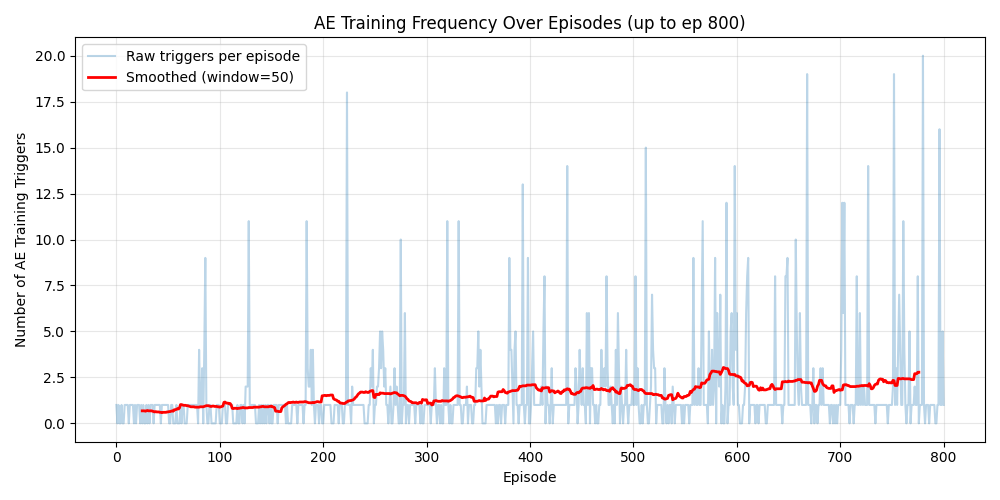 AE Training Frequency Over Episodes (up to ep 800)
Raw triggers per episode
Smoothed (window=50)
Number of AE Training Triggers
20.0
17.5
15.0
12.5
10.0
7.5
5.0
2.5
0.0
0 100 200 300 400 500 600 700 800
Episode